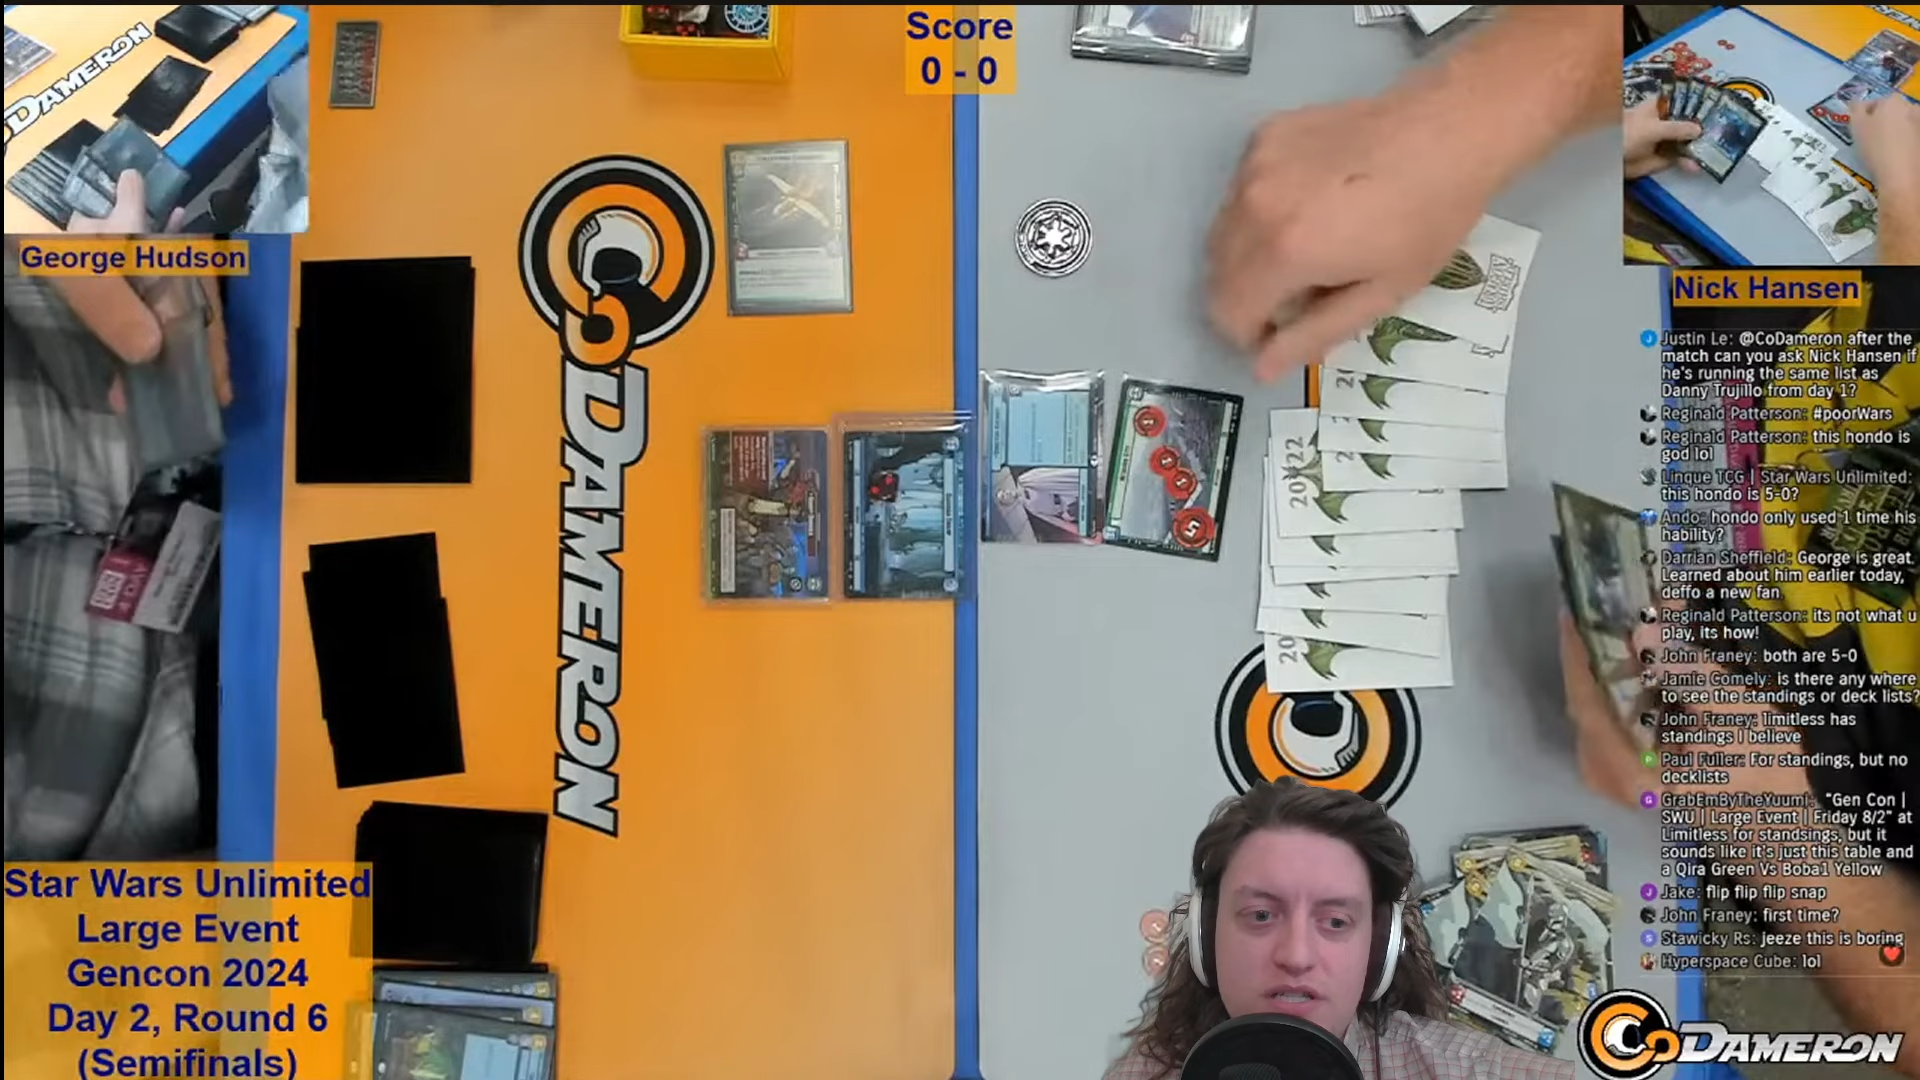 DAMERON
George Hudson
Score
0 - 0
CODAMERON
2022
20
Star Wars Unlimited
Large Event
Gencon 2024
Day 2, Round 6
(Semifinals)
Nick Hansen
Justin Le: @CoDameron after the
match can you ask Nick Hansen if
he's running the same list as
Danny Trujillo from day 1?
Reginald Patterson: #poorWars
Reginald Patterson: this hondo is
god lol
Linque TCG | Star Wars Unlimited:
this hondo is 5-0?
Ando: hondo only used 1 time his
hability?
Darrian Sheffield: George is great.
Learned about him earlier today,
deffo a new fan.
Reginald Patterson: its not what u
play, its how!
John Franey: both are 5-0
Jamie Comely: is there any where
to see the standings or deck lists?
John Franey: limitless has
standings I believe
Paul Fuller: For standings, but no
decklists
GrabEmByTheYuumi: "Gen Con |
SWU | Large Event | Friday 8/2" at
Limitless for standsings, but it
sounds like it's just this table and
a Qira Green Vs Boba1 Yellow
Jake: flip flip flip snap
John Franey: first time?
Stawicky Rs: jeeze this is boring
Hyperspace Cube: lol
CODAMERON